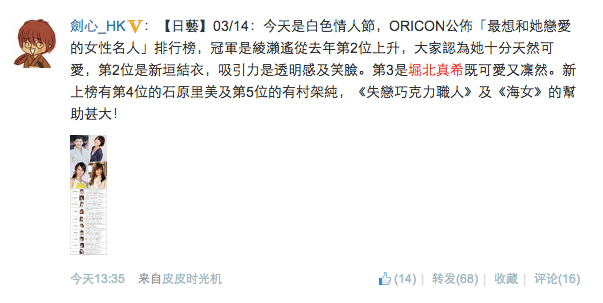 劍心_HK V：【日藝】03/14：今天是白色情人節，ORICON公佈「最想和她戀愛
的女性名人」排行榜，冠軍是綾瀨遙從去年第2位上升，大家認為她十分天然可
愛，第2位是新垣結衣，吸引力是透明感及笑臉。第3是堀北真希既可愛又凜然。新
上榜有第4位的石原里美及第5位的有村架純，《失戀巧克力職人》及《海女》的幫
助甚大！
今天13:35 来自皮皮时光机 (14) | 转发(68) | 收藏 | 评论(16)